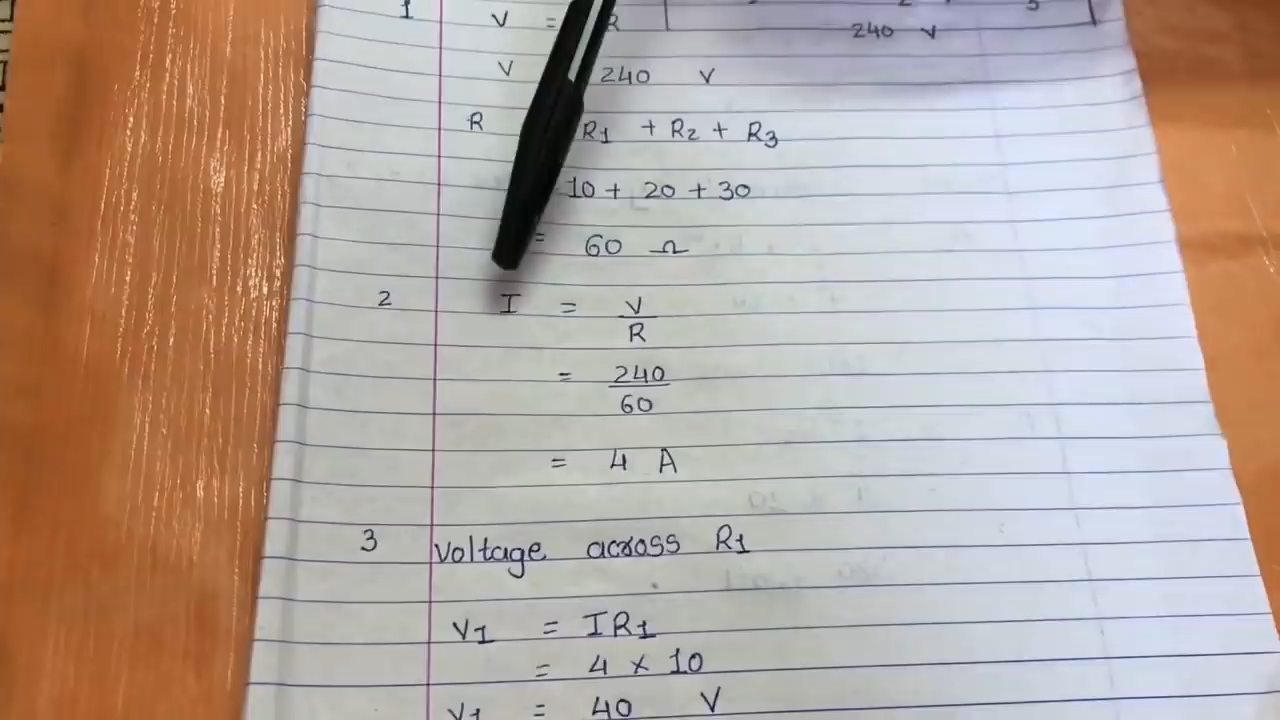 1 V = R
240 V
V 240 V
R R1 + R2 + R3
10 + 20 + 30
= 60 Ω
2 I = V
R
= 240
60
= 4 A
3 voltage across R1
V1 = IR1
= 4 × 10
V1 = 40 V